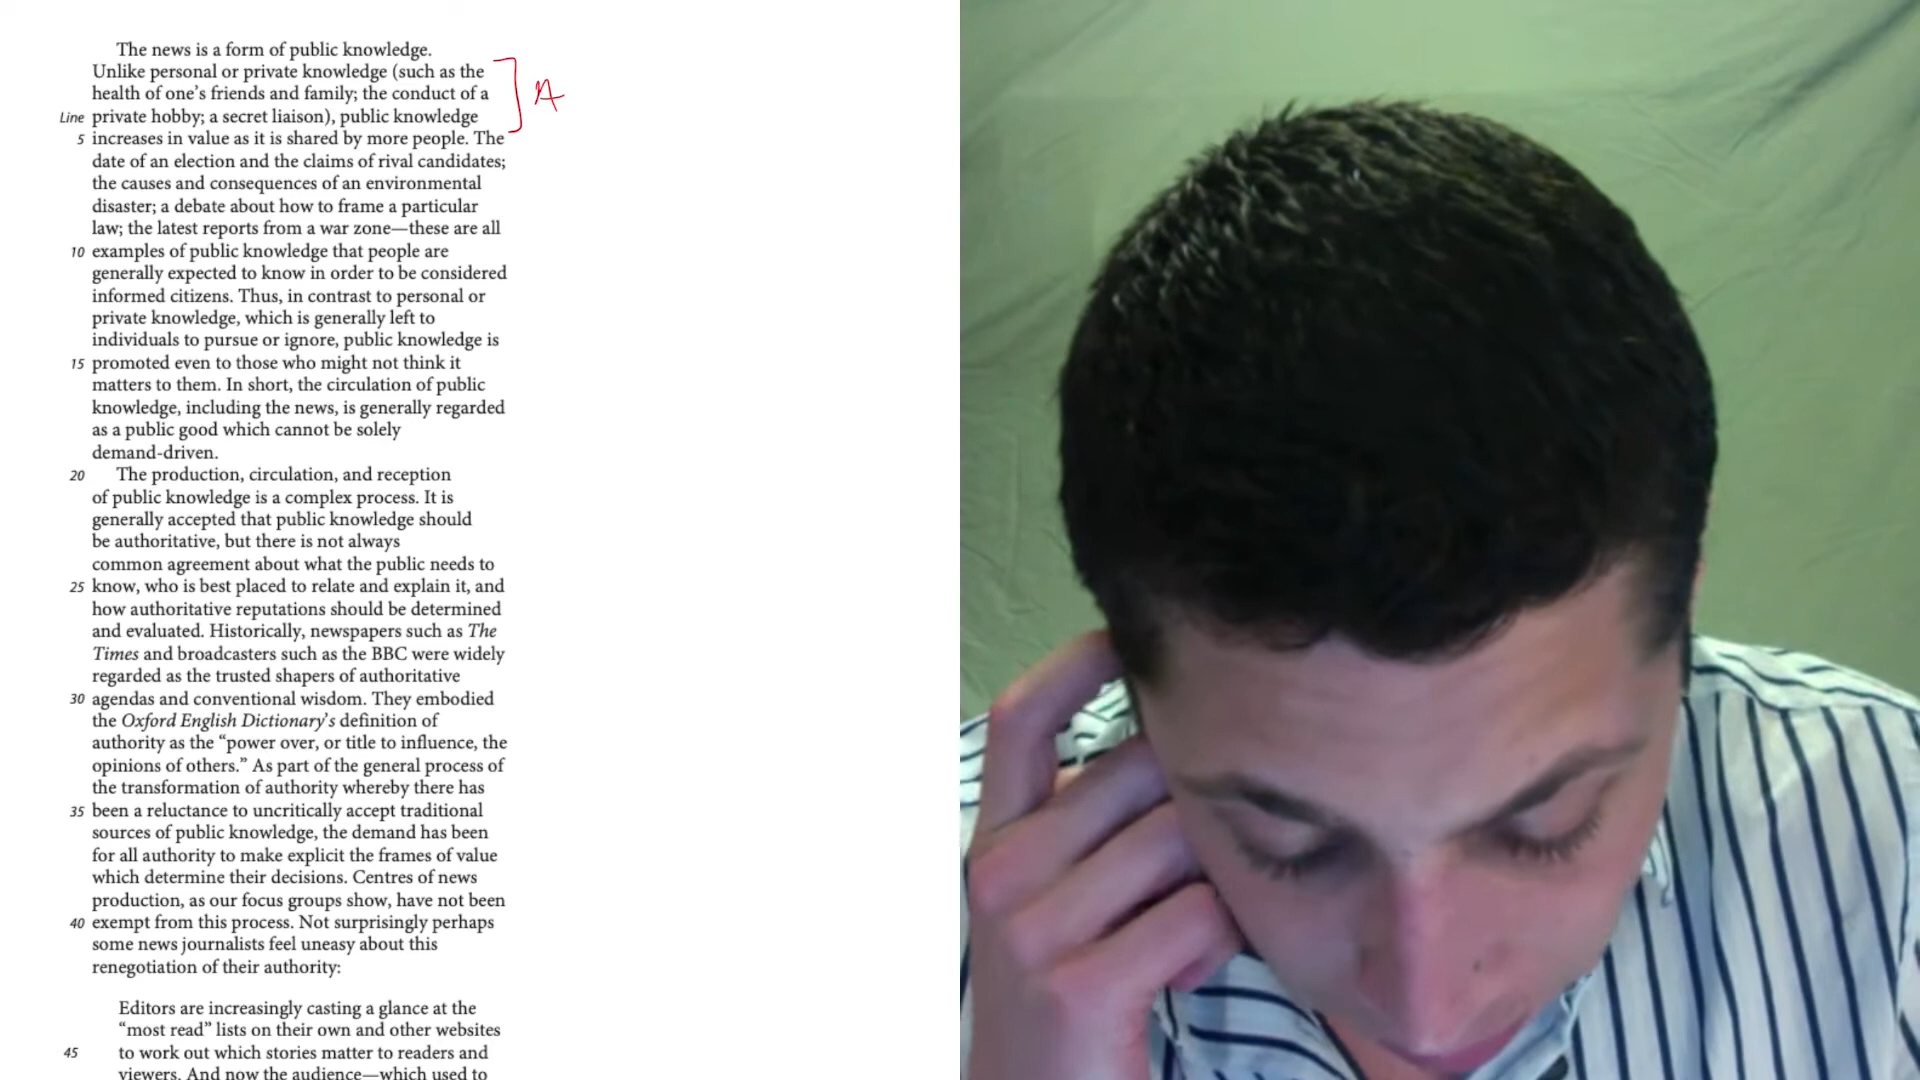 The news is a form of public knowledge.
Unlike personal or private knowledge (such as the
health of one's friends and family; the conduct of a
Line private hobby; a secret liaison), public knowledge
5 increases in value as it is shared by more people. The
date of an election and the claims of rival candidates;
the causes and consequences of an environmental
disaster; a debate about how to frame a particular
law; the latest reports from a war zone—these are all
10 examples of public knowledge that people are
generally expected to know in order to be considered
informed citizens. Thus, in contrast to personal or
private knowledge, which is generally left to
individuals to pursue or ignore, public knowledge is
15 promoted even to those who might not think it
matters to them. In short, the circulation of public
knowledge, including the news, is generally regarded
as a public good which cannot be solely
demand-driven.
20 The production, circulation, and reception
of public knowledge is a complex process. It is
generally accepted that public knowledge should
be authoritative, but there is not always
common agreement about what the public needs to
25 know, who is best placed to relate and explain it, and
how authoritative reputations should be determined
and evaluated. Historically, newspapers such as The
Times and broadcasters such as the BBC were widely
regarded as the trusted shapers of authoritative
30 agendas and conventional wisdom. They embodied
the Oxford English Dictionary's definition of
authority as the “power over, or title to influence, the
opinions of others.” As part of the general process of
the transformation of authority whereby there has
35 been a reluctance to uncritically accept traditional
sources of public knowledge, the demand has been
for all authority to make explicit the frames of value
which determine their decisions. Centres of news
production, as our focus groups show, have not been
40 exempt from this process. Not surprisingly perhaps
some news journalists feel uneasy about this
renegotiation of their authority:
Editors are increasingly casting a glance at the
“most read” lists on their own and other websites
45 to work out which stories matter to readers and
viewers. And now the audience—which used to